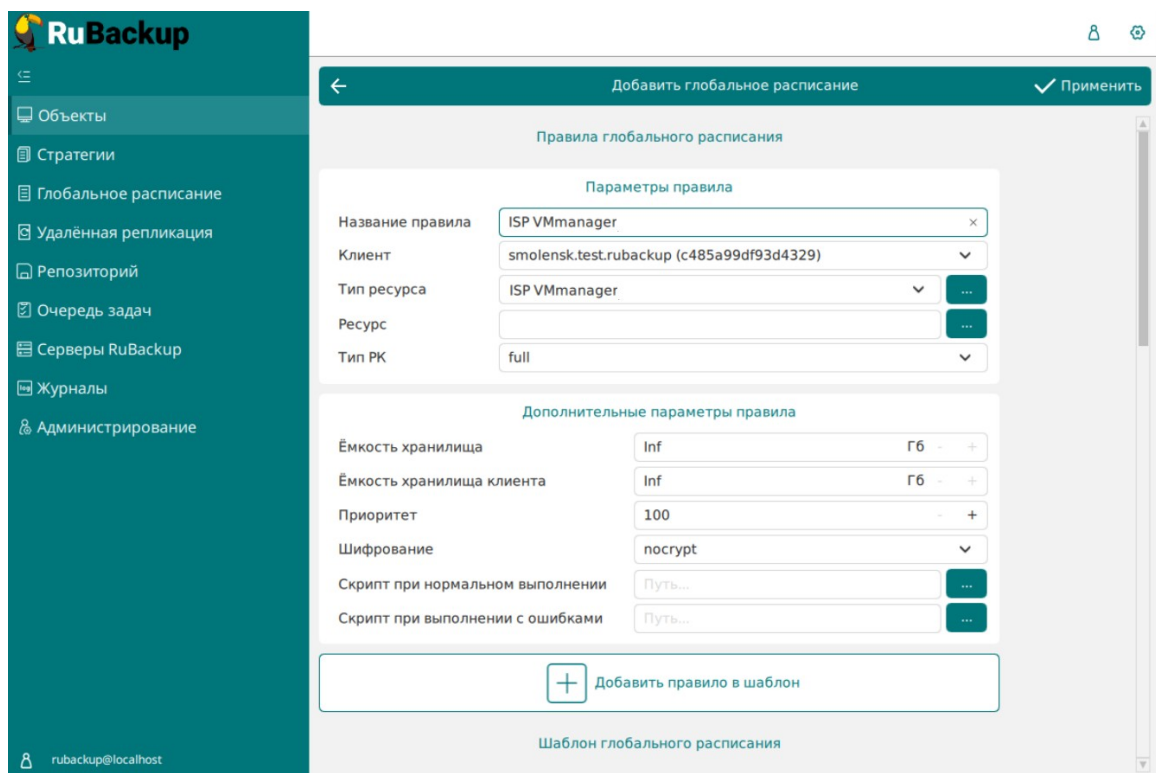 RuBackup
Объекты
Стратегии
Глобальное расписание
Удалённая репликация
Репозиторий
Очередь задач
Серверы RuBackup
log Журналы
Администрирование
rubackup@localhost
Добавить глобальное расписание
Применить
Правила глобального расписания
Параметры правила
Название правила ISP VMmanager ×
Клиент smolensk.test.rubackup (c485a99df93d4329)
Тип ресурса ISP VMmanager ...
Ресурс ...
Тип РК full
Дополнительные параметры правила
Ёмкость хранилища Inf Гб - +
Ёмкость хранилища клиента Inf Гб - +
Приоритет 100 - +
Шифрование nocrypt
Скрипт при нормальном выполнении Путь... ...
Скрипт при выполнении с ошибками Путь... ...
Добавить правило в шаблон
Шаблон глобального расписания